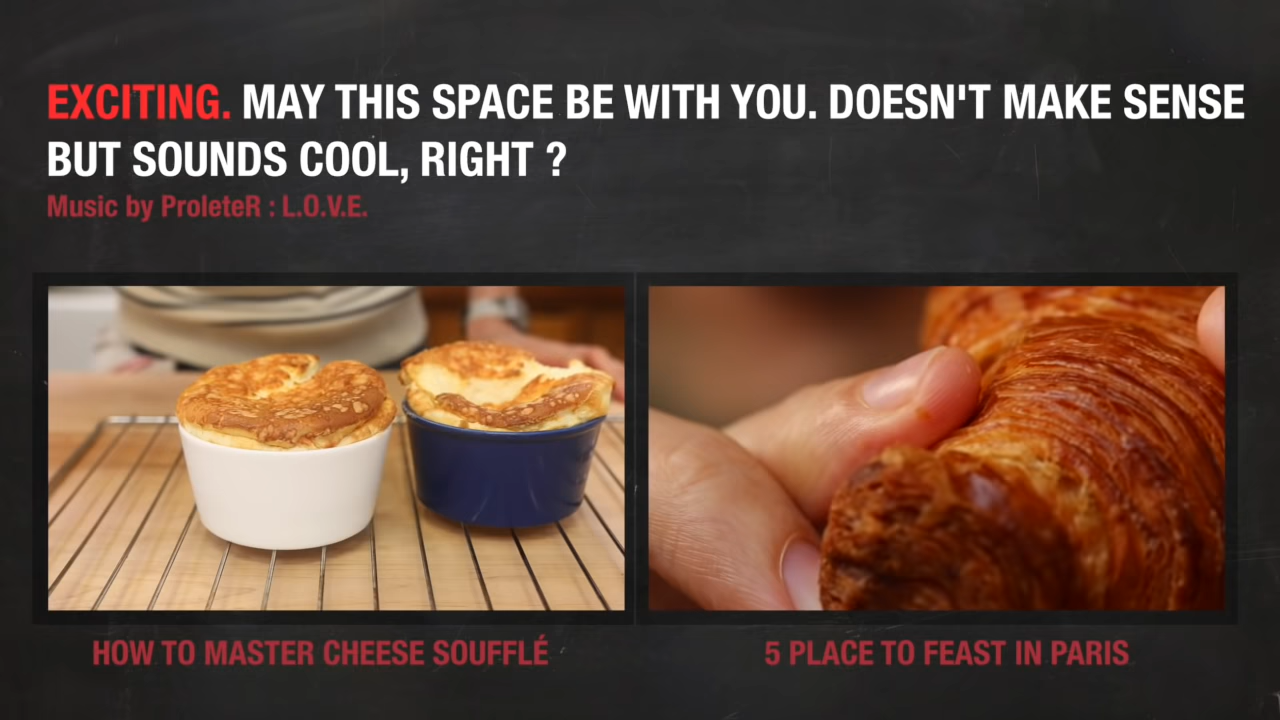 EXCITING. MAY THIS SPACE BE WITH YOU. DOESN'T MAKE SENSE
BUT SOUNDS COOL, RIGHT ?
Music by ProleteR : L.O.V.E.
HOW TO MASTER CHEESE SOUFFLÉ
5 PLACE TO FEAST IN PARIS